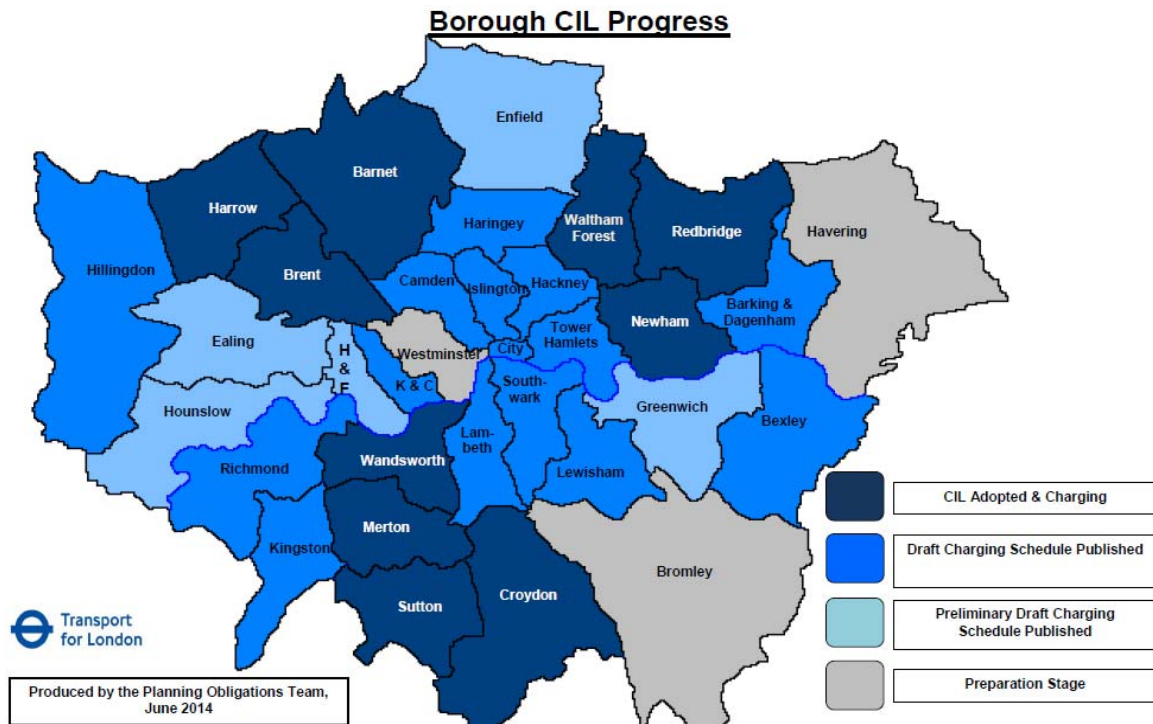 Borough CIL Progress
Enfield
Barnet
Harrow
Haringey
Waltham
Forest
Redbridge
Havering
Hillingdon
Brent
Camden
Islington
Hackney
Barking &
Dagenham
Newham
Tower
Hamlets
Ealing
H
&
F
Westminster
City
K & C
South-
wark
Hounslow
Greenwich
Bexley
Lam-
beth
Richmond
Wandsworth
Lewisham
Merton
Kingston
Bromley
Croydon
Sutton
CIL Adopted & Charging
Draft Charging Schedule Published
Preliminary Draft Charging
Schedule Published
Preparation Stage
Transport
for London
Produced by the Planning Obligations Team,
June 2014